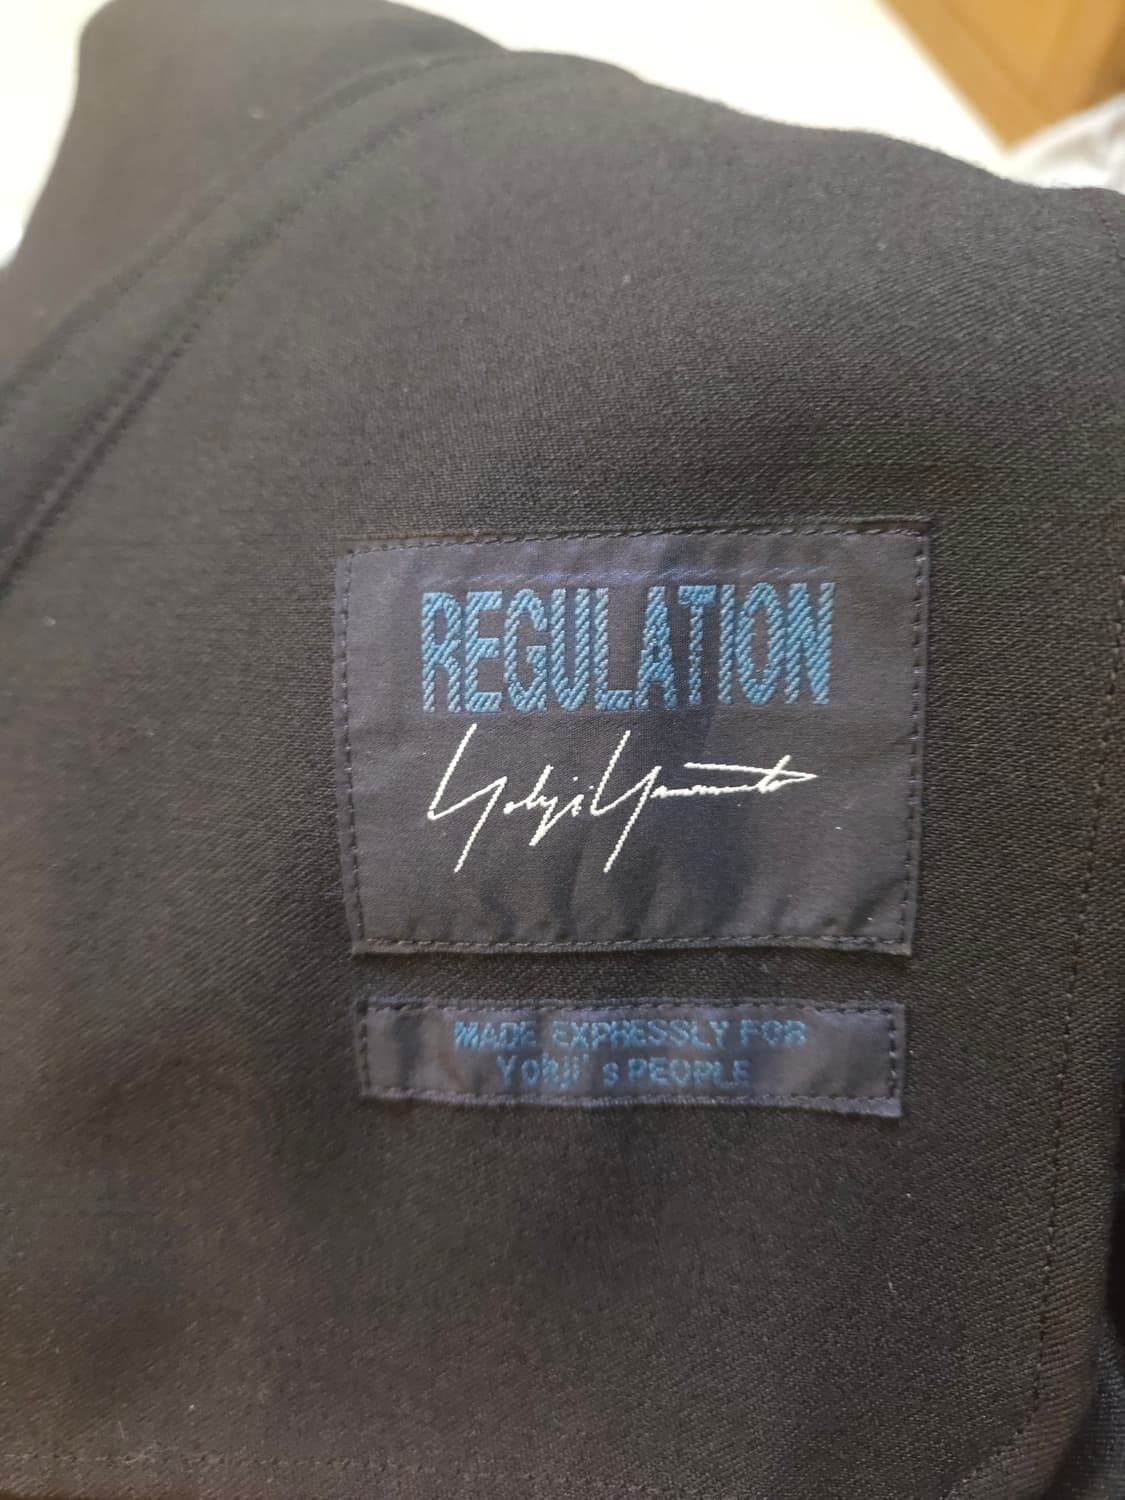 REGULATION
Yohji Yamamoto
MADE EXPRESSLY FOR
Yohji's PEOPLE